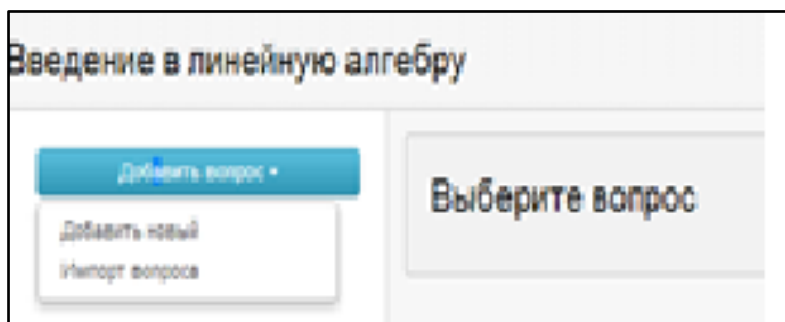 Введение в линейную алгебру
Добавить вопрос
Добавить новый
Импорт вопроса
Выберите вопрос